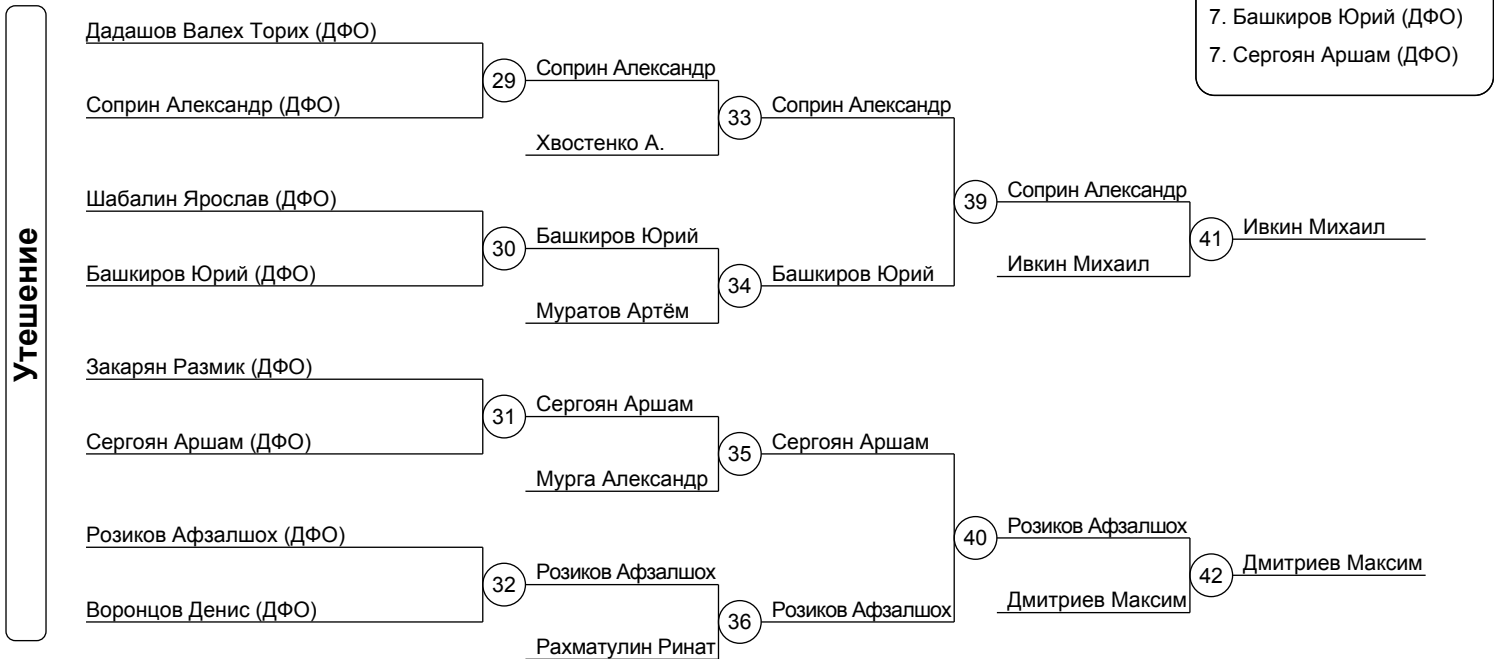 7. Башкиров Юрий (ДФО)
7. Сергоян Аршам (ДФО)
Утешение
Дадашов Валех Торих (ДФО)
29
Соприн Александр
Соприн Александр (ДФО)
33
Соприн Александр
Хвостенко А.
Шабалин Ярослав (ДФО)
39
Соприн Александр
30
Башкиров Юрий
41
Ивкин Михаил
Башкиров Юрий (ДФО)
34
Башкиров Юрий
Ивкин Михаил
Муратов Артём
Закарян Размик (ДФО)
31
Сергоян Аршам
Сергоян Аршам (ДФО)
35
Сергоян Аршам
Мурга Александр
Розиков Афзалшох (ДФО)
40
Розиков Афзалшох
32
Розиков Афзалшох
42
Дмитриев Максим
Воронцов Денис (ДФО)
36
Розиков Афзалшох
Дмитриев Максим
Рахматулин Ринат